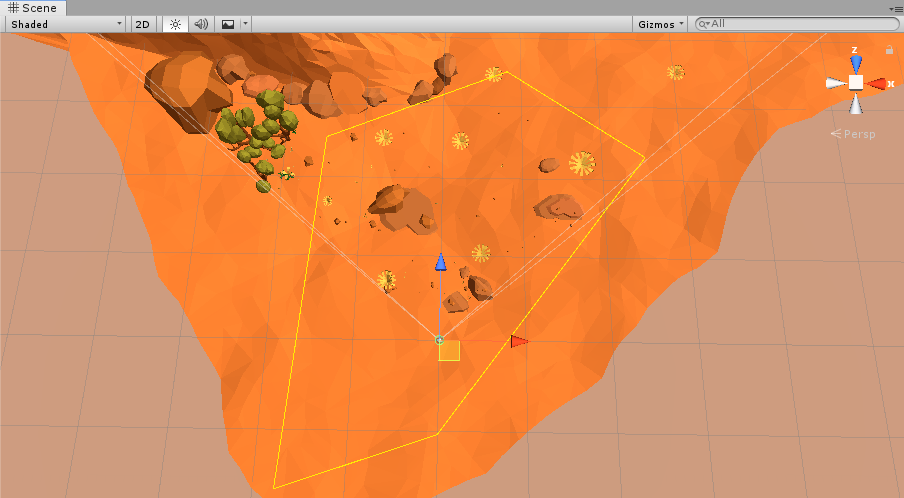 Scene
Shaded 2D Gizmos All
z
x
Persp